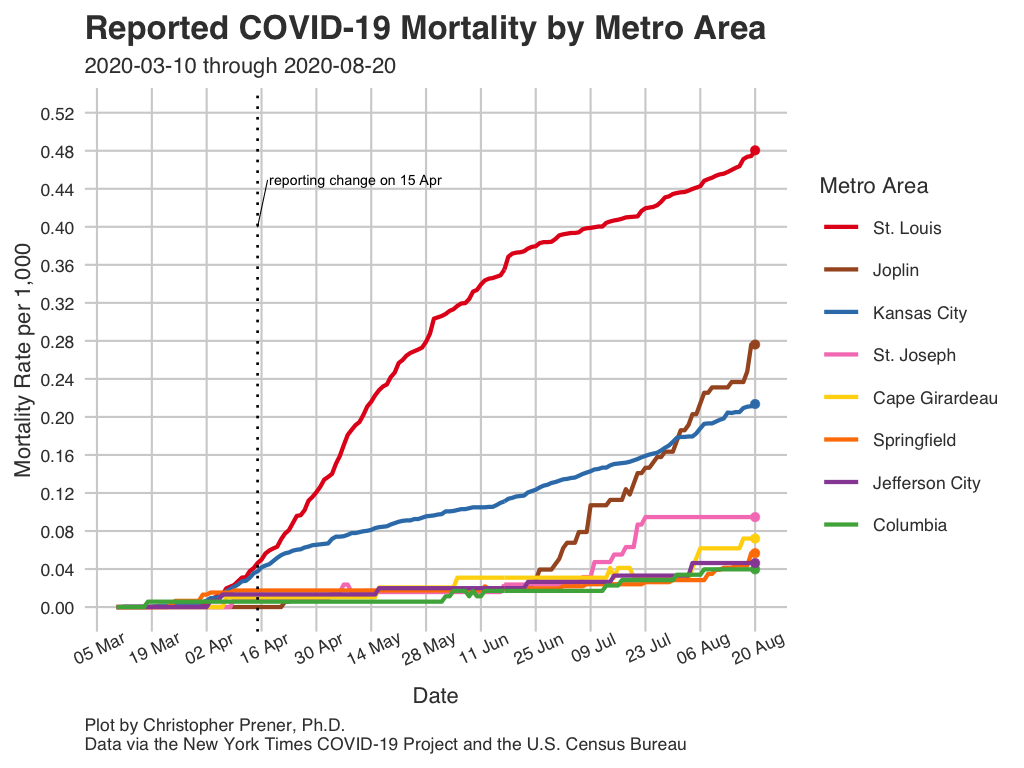 Reported COVID-19 Mortality by Metro Area
2020-03-10 through 2020-08-20
Mortality Rate per 1,000
0.52
0.48
0.44
0.40
0.36
0.32
0.28
0.24
0.20
0.16
0.12
0.08
0.04
0.00
reporting change on 15 Apr
05 Mar
19 Mar
02 Apr
16 Apr
30 Apr
14 May
28 May
11 Jun
25 Jun
09 Jul
23 Jul
06 Aug
20 Aug
Date
Metro Area
St. Louis
Joplin
Kansas City
St. Joseph
Cape Girardeau
Springfield
Jefferson City
Columbia
Plot by Christopher Prener, Ph.D.
Data via the New York Times COVID-19 Project and the U.S. Census Bureau